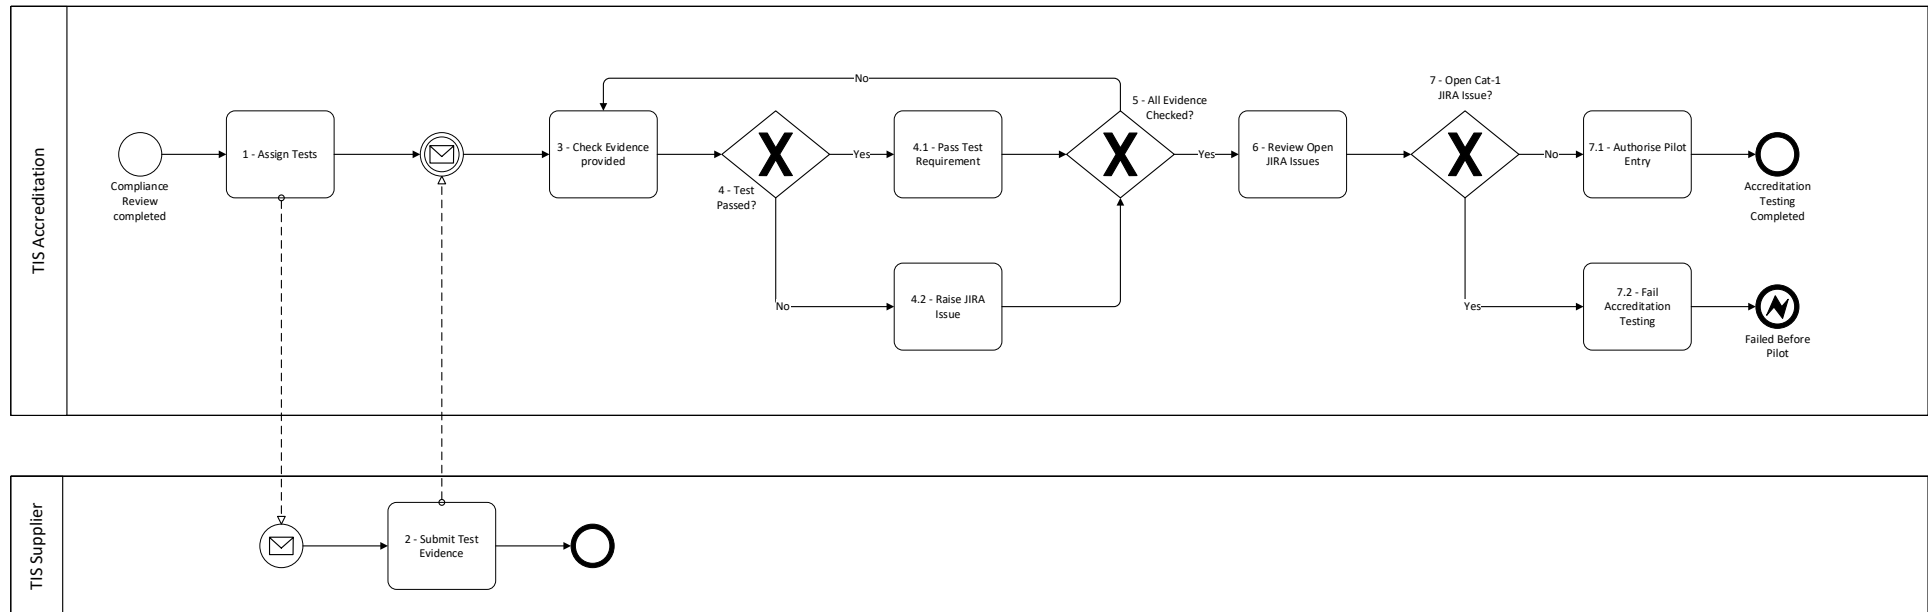 TIS Accreditation
Compliance
Review
completed
1 - Assign Tests
3 - Check Evidence
provided
4 - Test
Passed?
Yes
No
4.1 - Pass Test
Requirement
4.2 - Raise JIRA
Issue
No
5 - All Evidence
Checked?
Yes
6 - Review Open
JIRA Issues
7 - Open Cat-1
JIRA Issue?
No
Yes
7.1 - Authorise Pilot
Entry
Accreditation
Testing
Completed
7.2 - Fail
Accreditation
Testing
Failed Before
Pilot
TIS Supplier
2 - Submit Test
Evidence